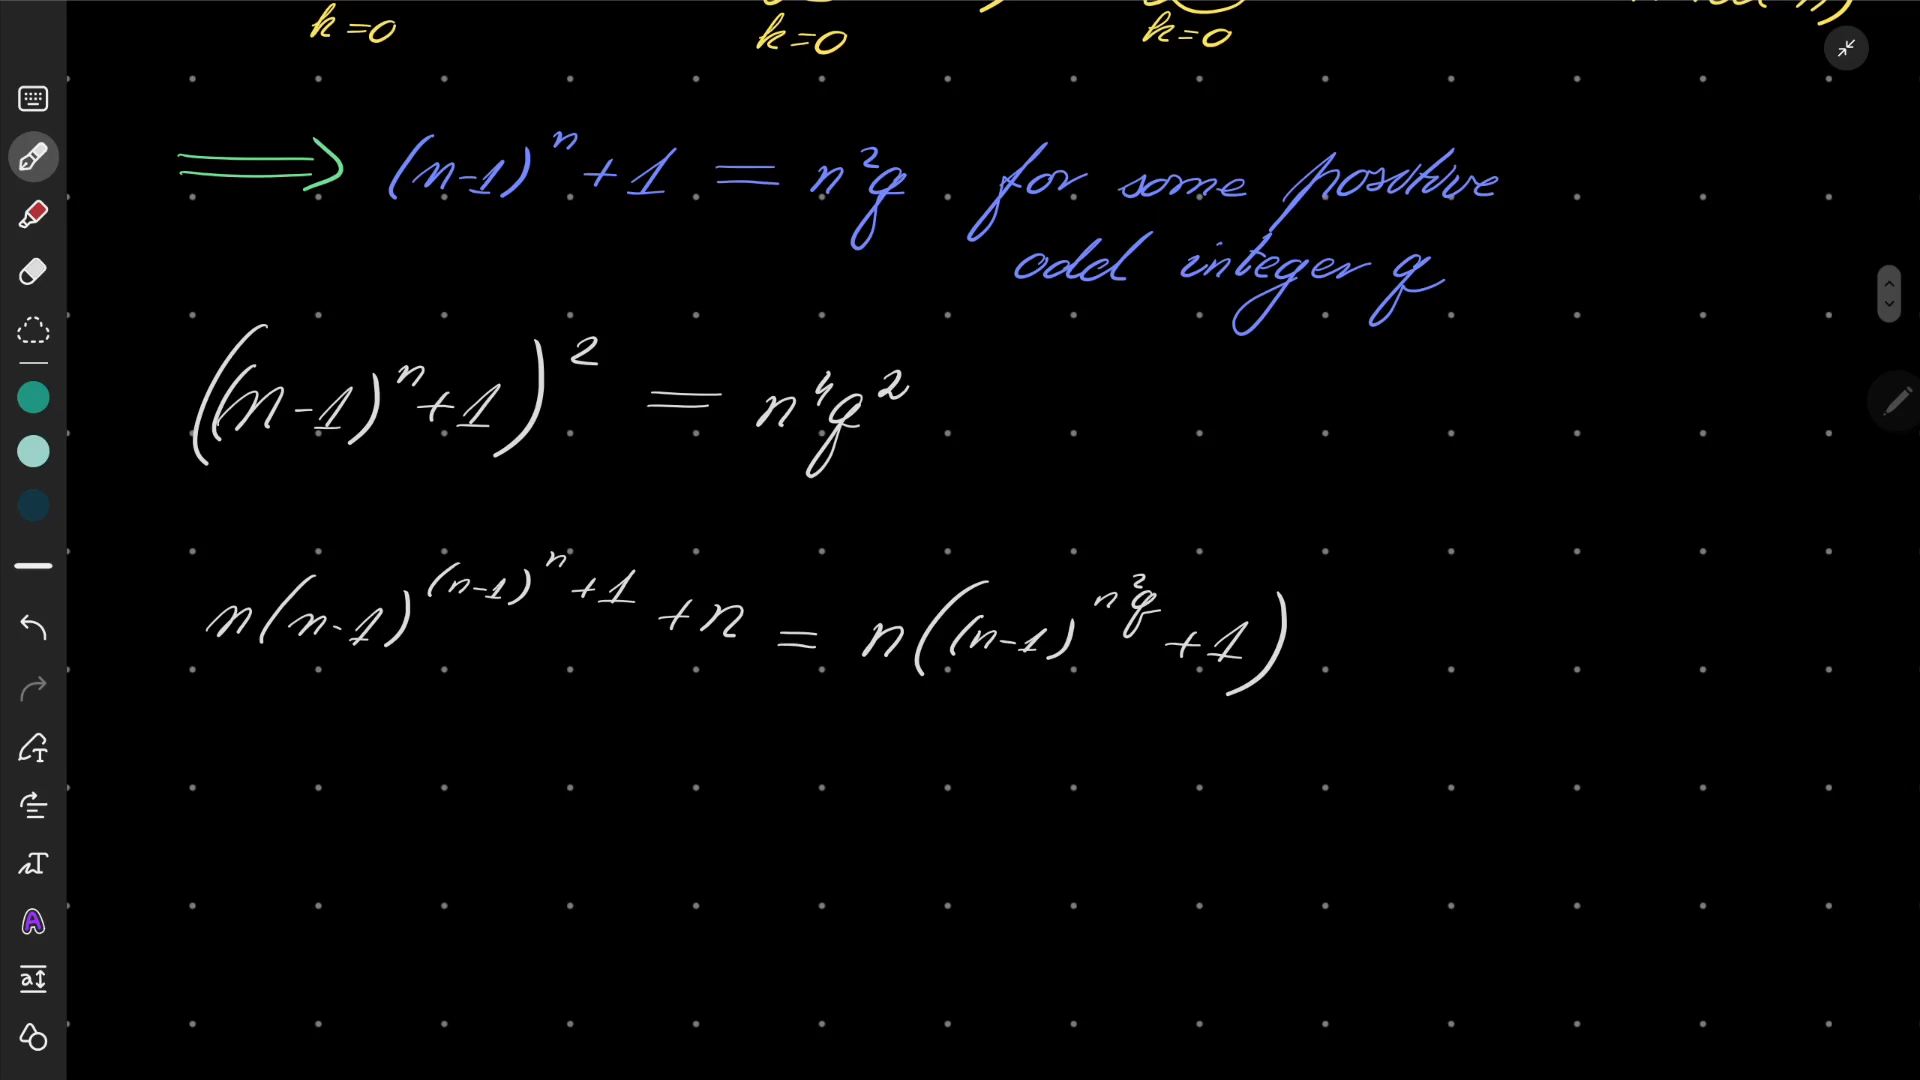 k=0 k=0 k=0
⟹ (n-1)^n + 1 = n^2 q for some positive
odd integer q
((n-1)^n + 1)^2 = n^4 q^2
n(n-1)^{(n-1)^n + 1} + n = n((n-1)^{n^2 q} + 1)